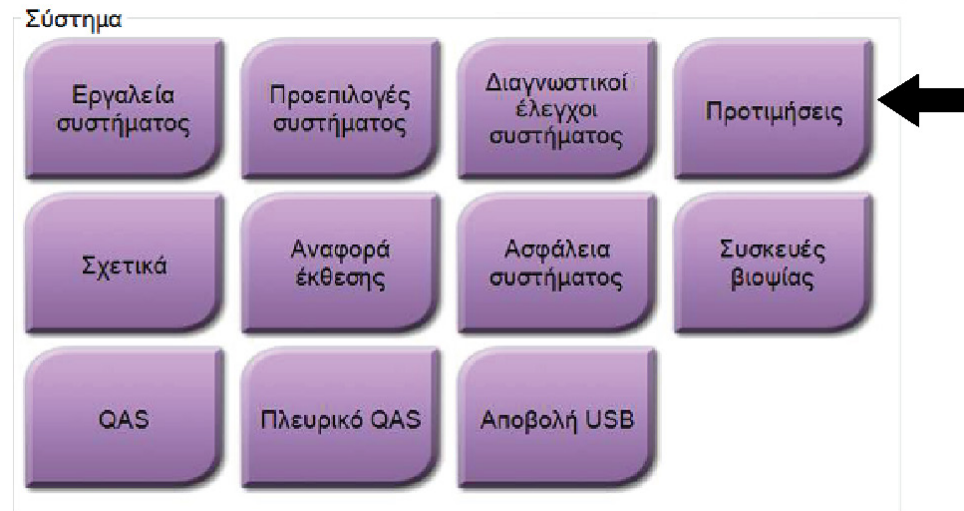 Σύστημα
Εργαλεία
συστήματος
Προεπιλογές
συστήματος
Διαγνωστικοί
έλεγχοι
συστήματος
Προτιμήσεις
Σχετικά
Αναφορά
έκθεσης
Ασφάλεια
συστήματος
Συσκευές
βιοψίας
QAS
Πλευρικό QAS
Αποβολή USB